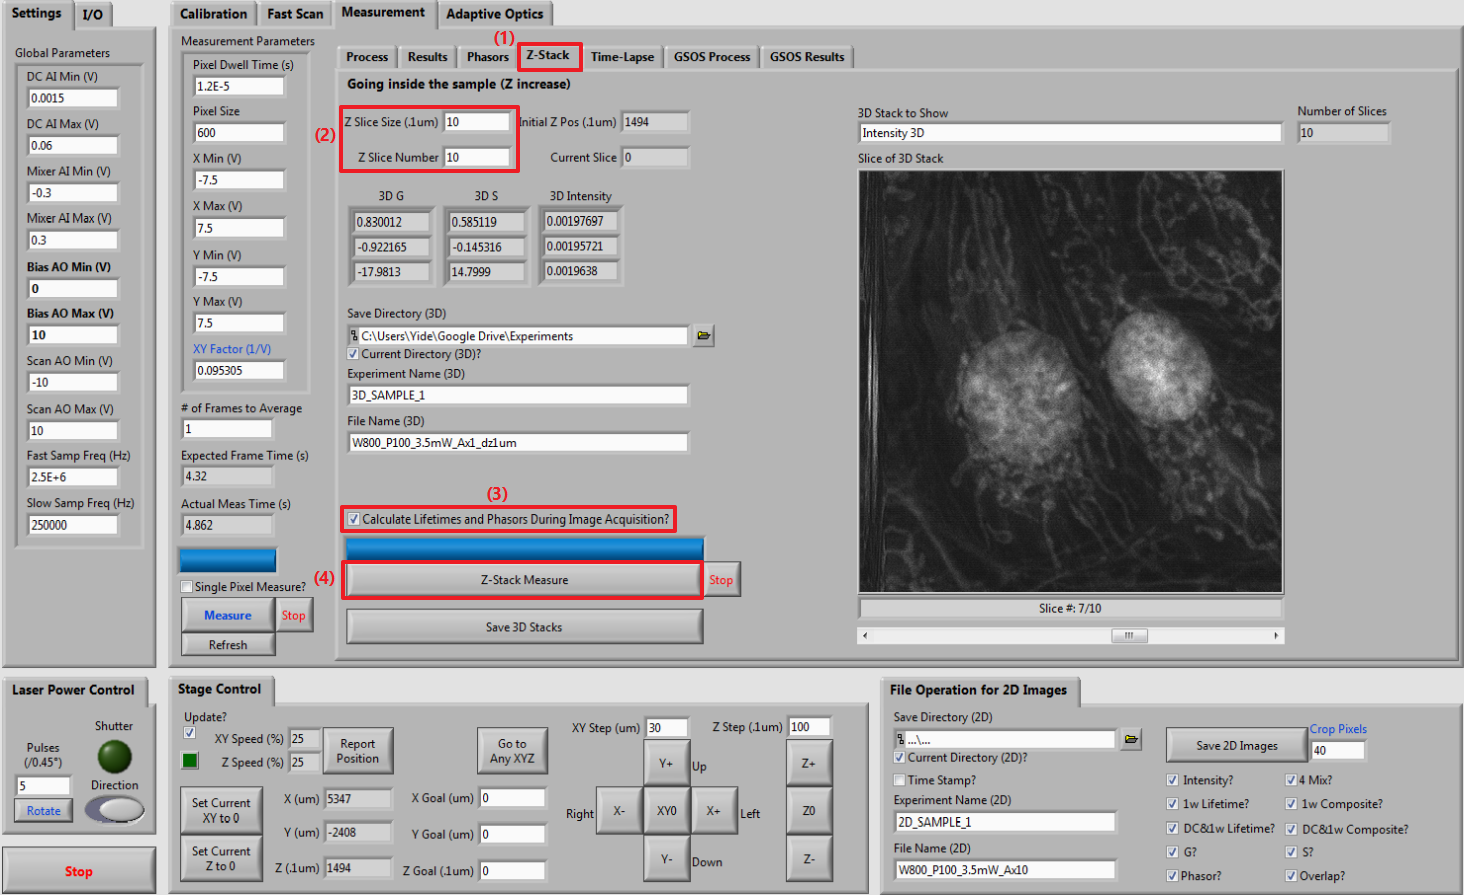 Settings
I/O
Global Parameters
DC AI Min (V)
0.0015
DC AI Max (V)
0.06
Mixer AI Min (V)
-0.3
Mixer AI Max (V)
0.3
Bias AO Min (V)
0
Bias AO Max (V)
10
Scan AO Min (V)
-10
Scan AO Max (V)
10
Fast Samp Freq (Hz)
2.5E+6
Slow Samp Freq (Hz)
250000
Calibration
Fast Scan
Measurement
Adaptive Optics
Measurement Parameters
Pixel Dwell Time (s)
1.2E-5
Pixel Size
600
X Min (V)
-7.5
X Max (V)
7.5
Y Min (V)
-7.5
Y Max (V)
7.5
XY Factor (1/V)
0.095305
# of Frames to Average
1
Expected Frame Time (s)
4.32
Actual Meas Time (s)
4.862
Single Pixel Measure?
Measure
Stop
Refresh
(1)
Process
Results
Phasors
Z-Stack
Time-Lapse
GSOS Process
GSOS Results
Going inside the sample (Z increase)
(2)
Z Slice Size (.1um)
10
Initial Z Pos (.1um)
1494
Z Slice Number
10
Current Slice
0
3D G
3D S
3D Intensity
0.830012
0.585119
0.00197697
-0.922165
-0.145316
0.00195721
-17.9813
14.7999
0.0019638
Save Directory (3D)
C:\Users\Yide\Google Drive\Experiments
Current Directory (3D)?
Experiment Name (3D)
3D_SAMPLE_1
File Name (3D)
W800_P100_3.5mW_Ax1_dz1um
(3)
Calculate Lifetimes and Phasors During Image Acquisition?
(4)
Z-Stack Measure
Stop
Save 3D Stacks
3D Stack to Show
Intensity 3D
Number of Slices
10
Slice of 3D Stack
Slice #: 7/10
Laser Power Control
Shutter
Pulses
(/0.45°)
5
Direction
Rotate
Stop
Stage Control
Update?
XY Speed (%)
25
Z Speed (%)
25
Report
Position
Go to
Any XYZ
Set Current
XY to 0
Set Current
Z to 0
X (um)
5347
Y (um)
-2408
Z (.1um)
1494
X Goal (um)
0
Y Goal (um)
0
Z Goal (.1um)
0
XY Step (um)
30
Z Step (.1um)
100
Y+
Up
Right
X-
XY0
X+
Left
Y-
Down
Z+
Z0
Z-
File Operation for 2D Images
Save Directory (2D)
...\...
Current Directory (2D)?
Time Stamp?
Experiment Name (2D)
2D_SAMPLE_1
File Name (2D)
W800_P100_3.5mW_Ax10
Save 2D Images
Crop Pixels
40
Intensity?
4 Mix?
1w Lifetime?
1w Composite?
DC&1w Lifetime?
DC&1w Composite?
G?
S?
Phasor?
Overlap?